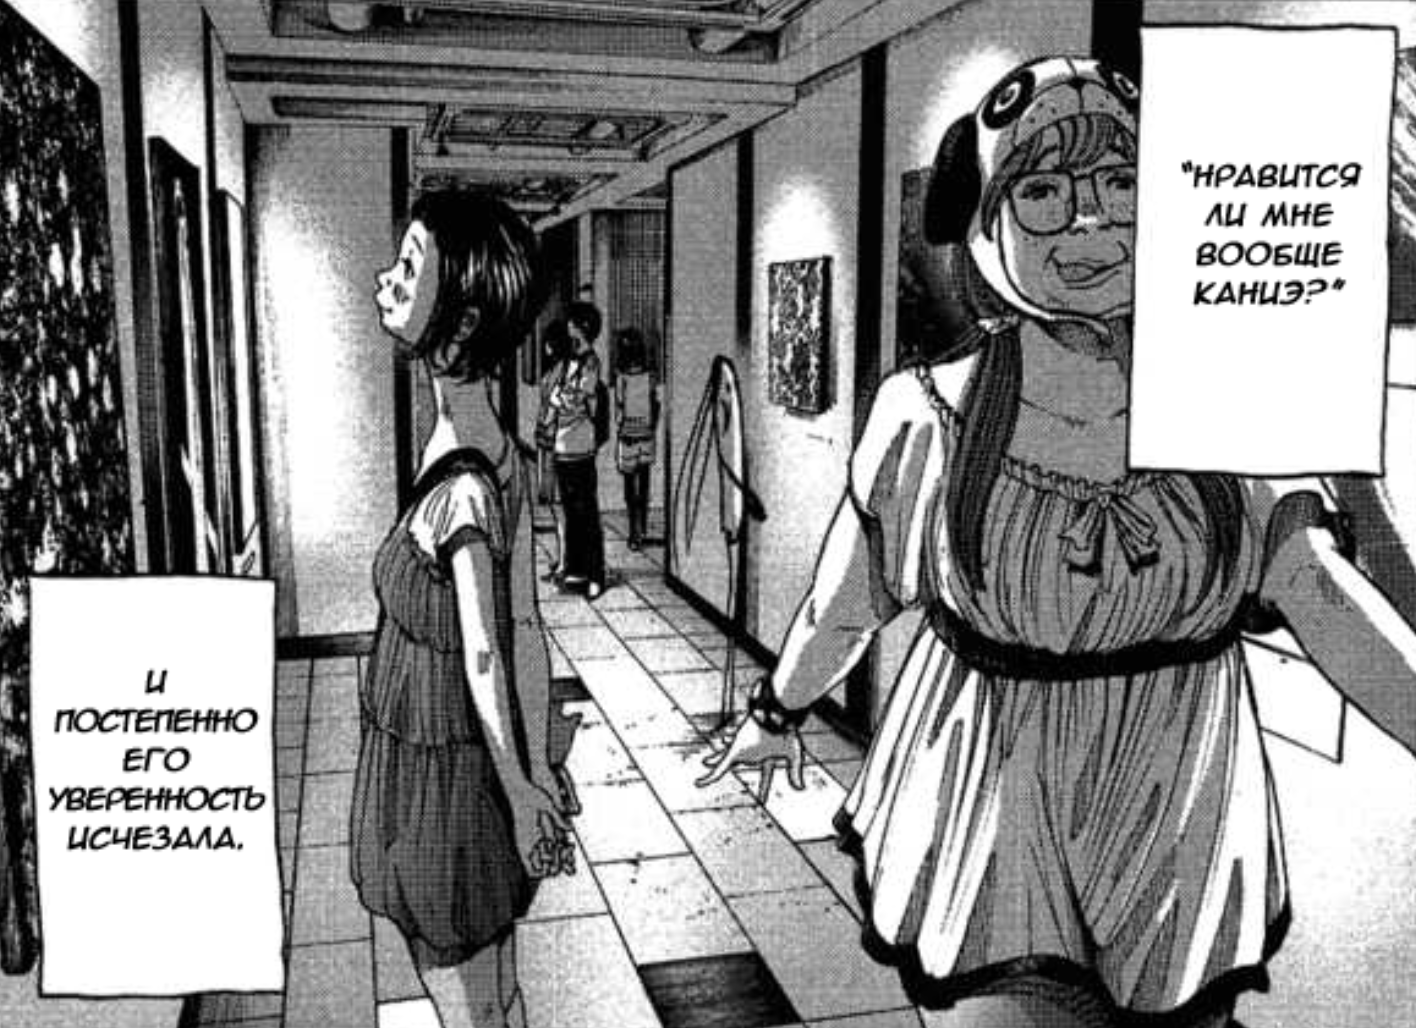 "НРАВИТСЯ
ЛИ МНЕ
ВООБЩЕ
КАНИЭ?"
И
ПОСТЕПЕННО
ЕГО
УВЕРЕННОСТЬ
ИСЧЕЗАЛА.